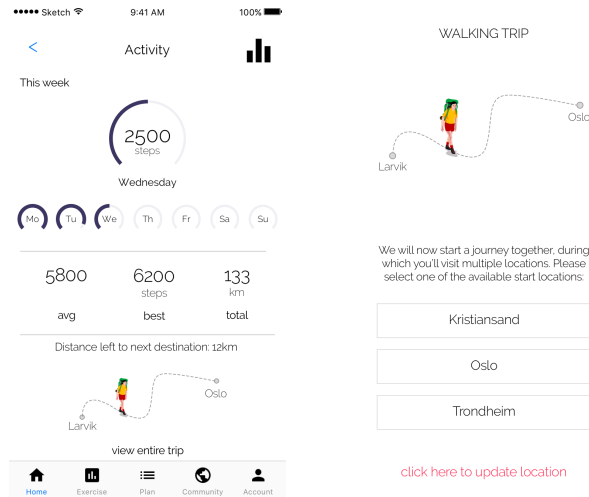 Sketch 9:41 AM 100%
< Activity
This week
2500
steps
Wednesday
Mo Tu We Th Fr Sa Su
5800 6200 133
steps km
avg best total
Distance left to next destination: 12km
Oslo
Larvik
view entire trip
Home Exercise Plan Community Account
WALKING TRIP
Oslo
Larvik
We will now start a journey together, during
which you'll visit multiple locations. Please
select one of the available start locations:
Kristiansand
Oslo
Trondheim
click here to update location